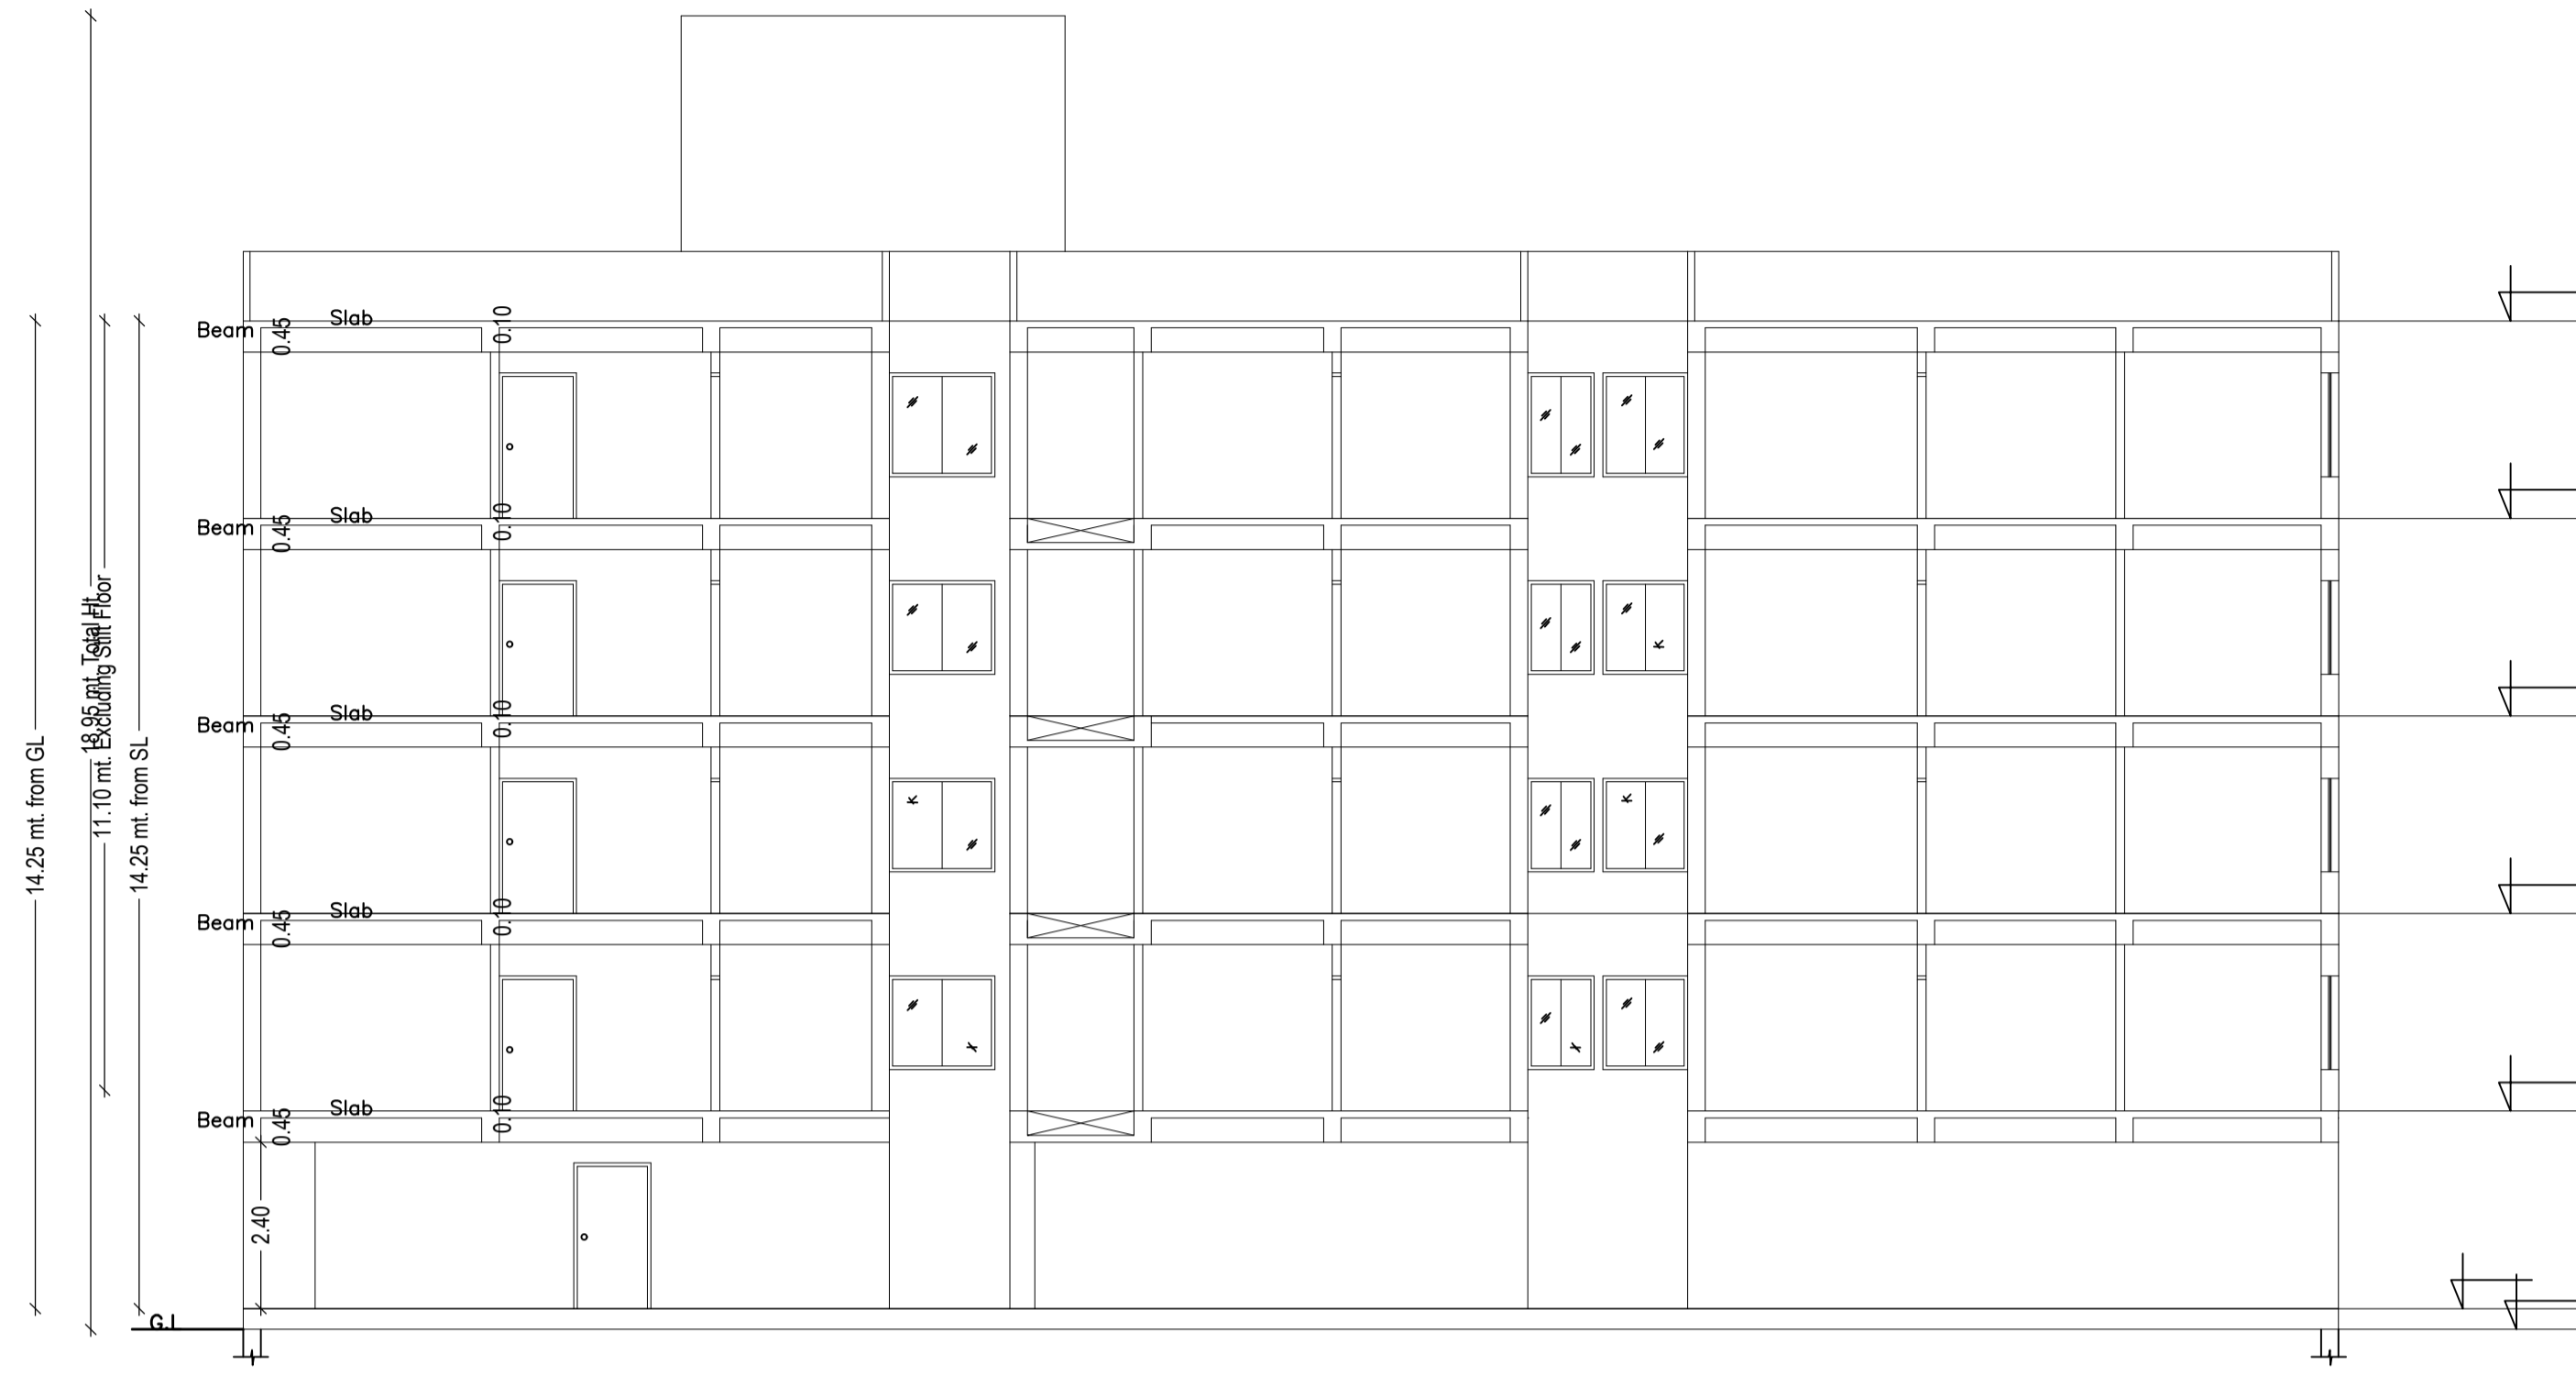 14.25 mt. from GL
18.95 mt. Total Ht.
11.10 mt. Excluding Stilt Floor
14.25 mt. from SL
Beam 0.45 Slab 0.10
Beam 0.45 Slab 0.10
Beam 0.45 Slab 0.10
Beam 0.45 Slab 0.10
Beam 0.45 Slab 0.10
2.40
G.L